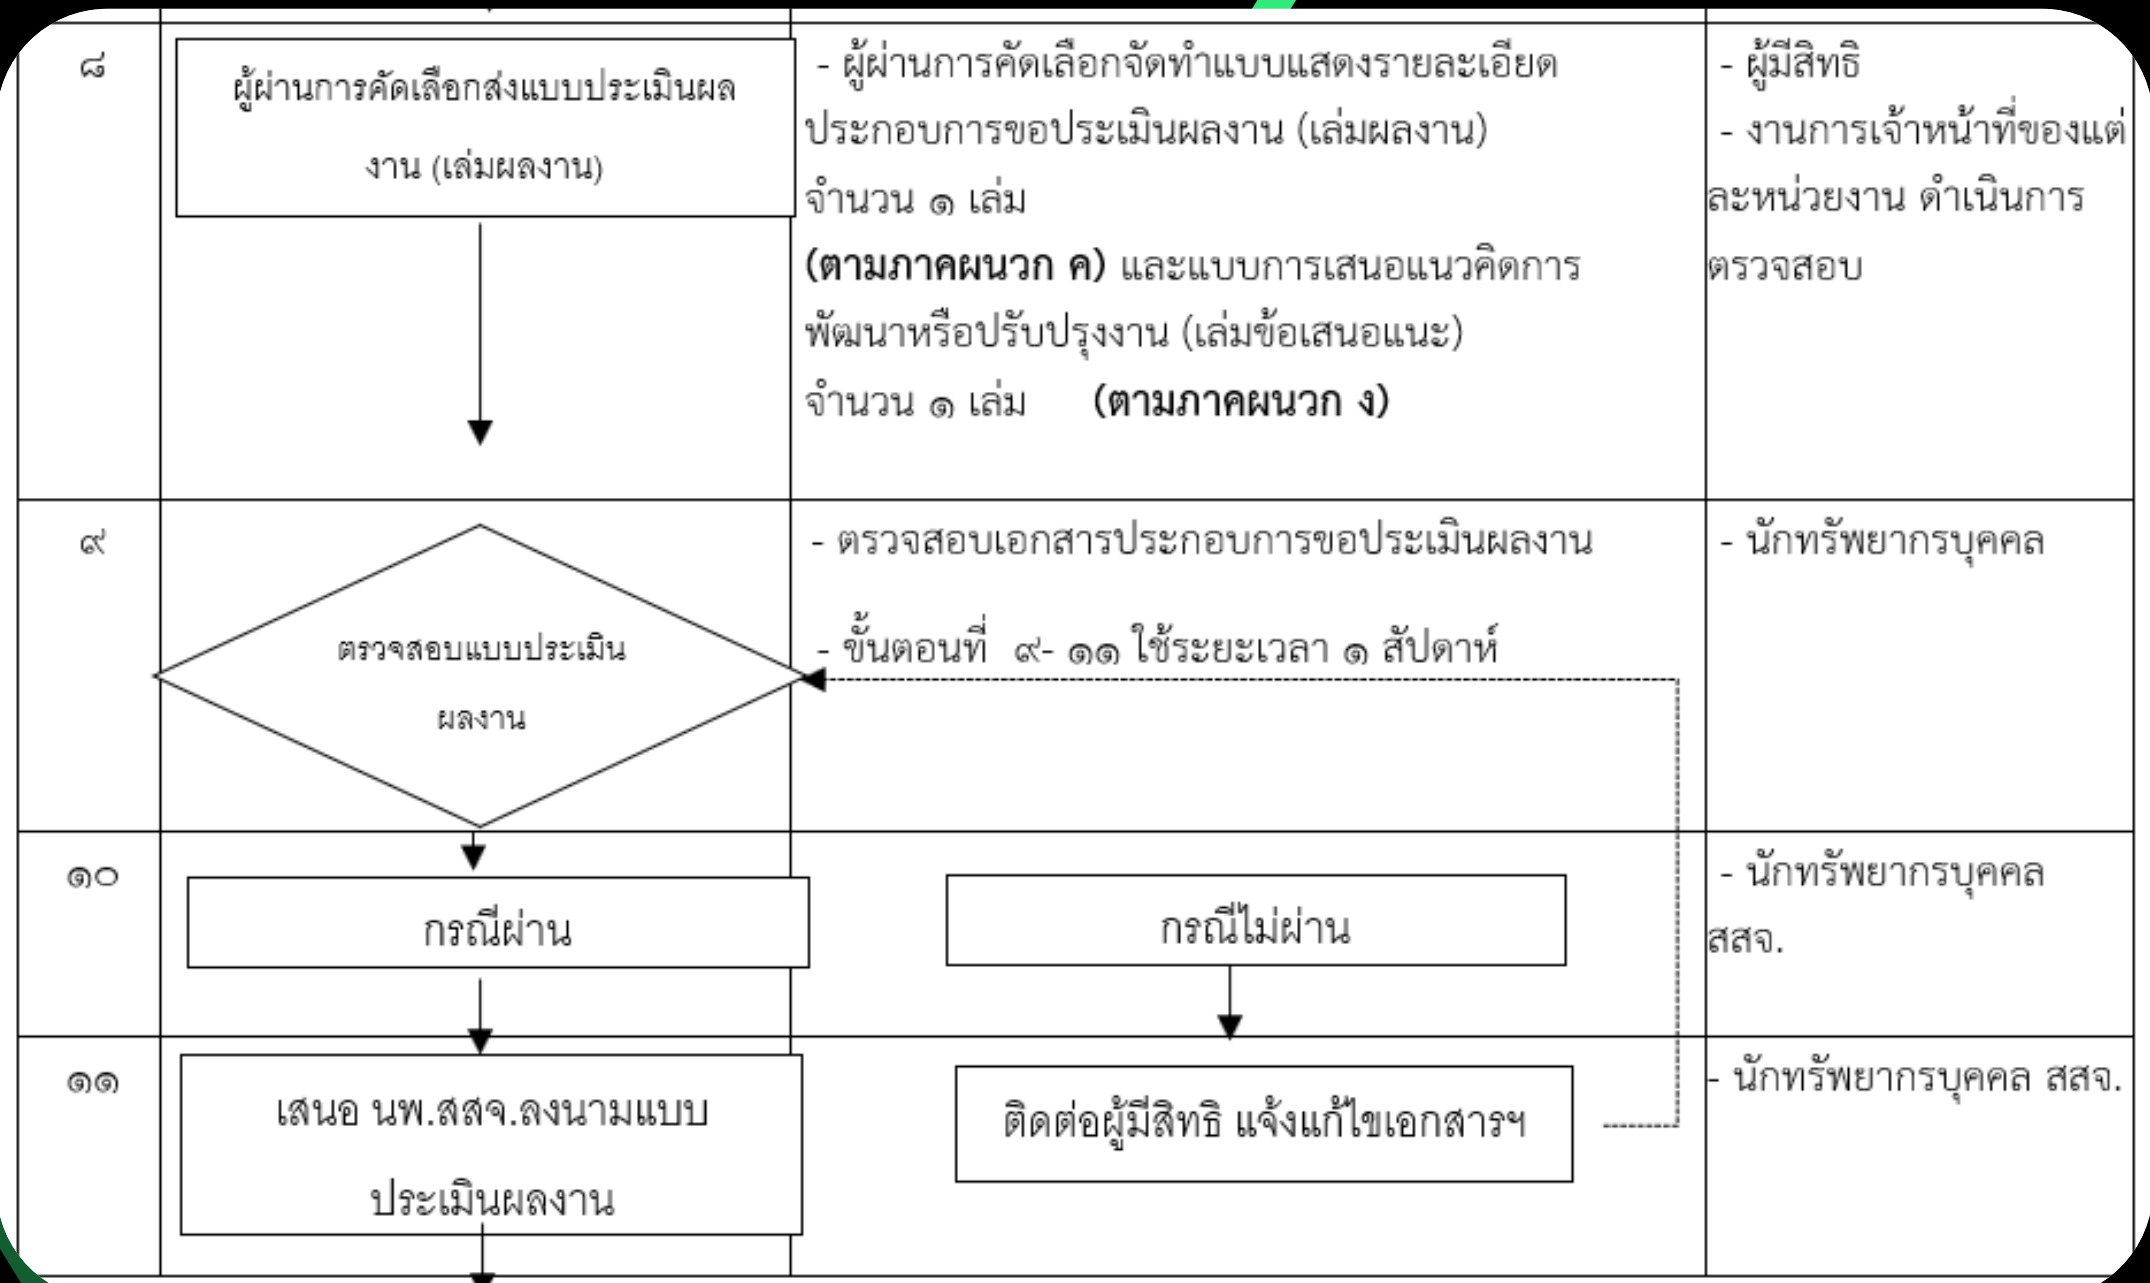 ๘
ผู้ผ่านการคัดเลือกส่งแบบประเมินผล
งาน (เล่มผลงาน)
- ผู้ผ่านการคัดเลือกจัดทำแบบแสดงรายละเอียด
ประกอบการขอประเมินผลงาน (เล่มผลงาน)
จำนวน ๑ เล่ม
(ตามภาคผนวก ค) และแบบการเสนอแนวคิดการ
พัฒนาหรือปรับปรุงงาน (เล่มข้อเสนอแนะ)
จำนวน ๑ เล่ม (ตามภาคผนวก ง)
- ผู้มีสิทธิ
- งานการเจ้าหน้าที่ของแต่
ละหน่วยงาน ดำเนินการ
ตรวจสอบ
๙
ตรวจสอบแบบประเมิน
ผลงาน
- ตรวจสอบเอกสารประกอบการขอประเมินผลงาน
- ขั้นตอนที่ ๙- ๑๑ ใช้ระยะเวลา ๑ สัปดาห์
- นักทรัพยากรบุคคล
๑๐
กรณีผ่าน
กรณีไม่ผ่าน
- นักทรัพยากรบุคคล
สสจ.
๑๑
เสนอ นพ.สสจ.ลงนามแบบ
ประเมินผลงาน
ติดต่อผู้มีสิทธิ แจ้งแก้ไขเอกสารฯ
- นักทรัพยากรบุคคล สสจ.